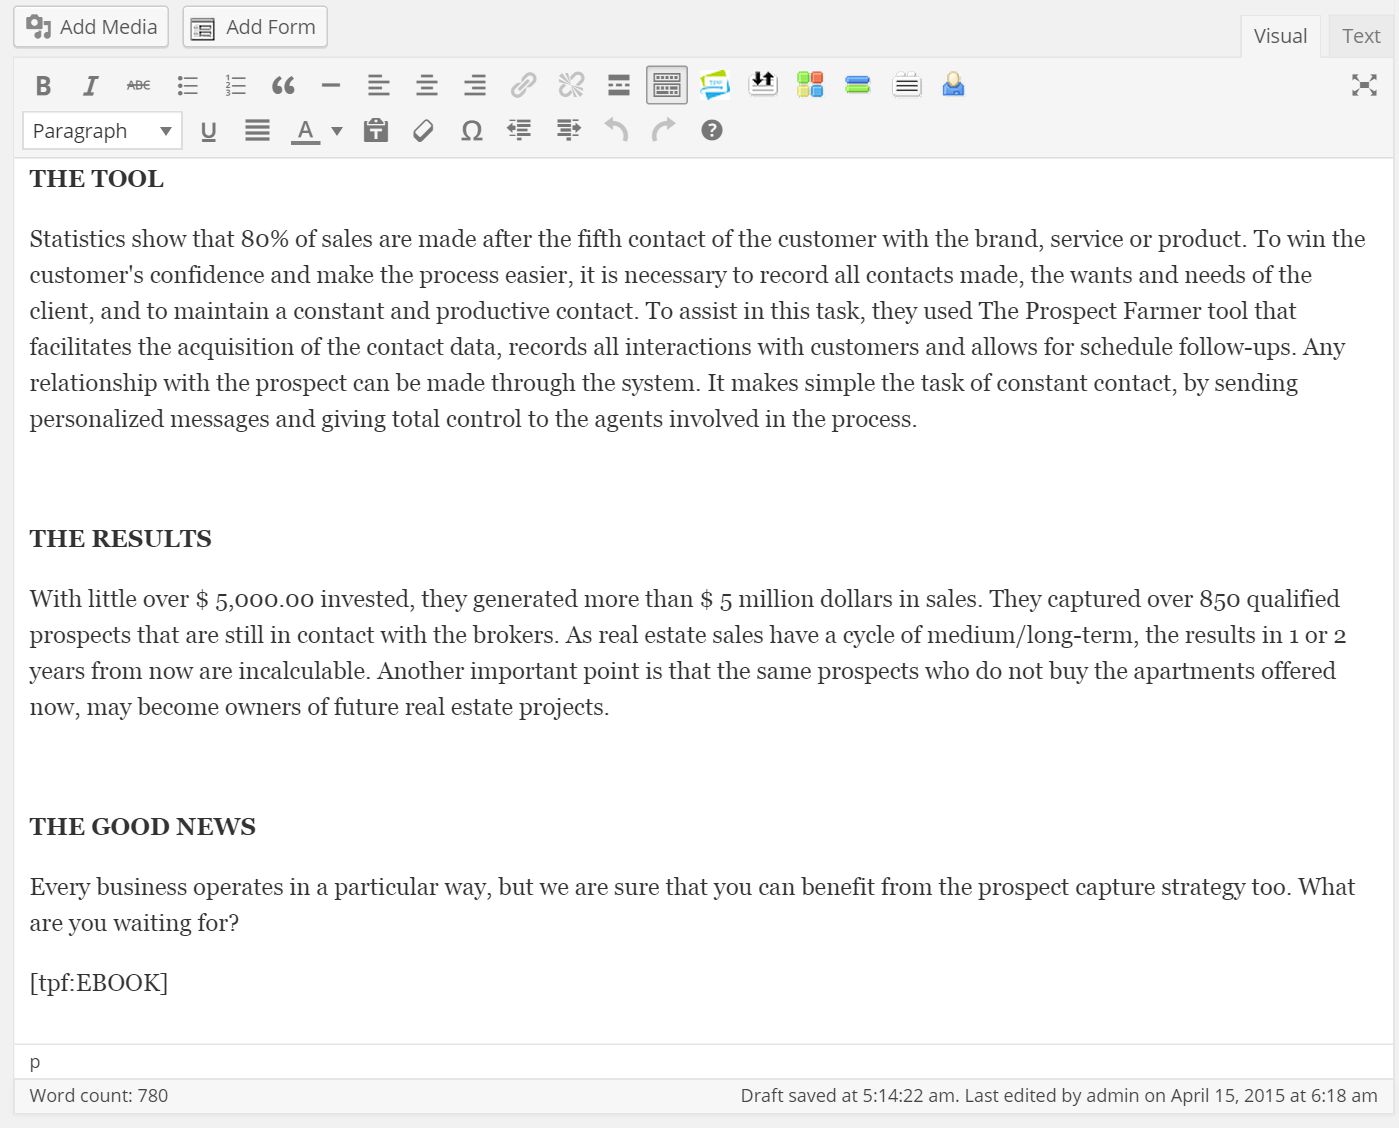 Add Media Add Form
Visual Text
B I ABC
Paragraph U A Ω ?
THE TOOL
Statistics show that 80% of sales are made after the fifth contact of the customer with the brand, service or product. To win the
customer's confidence and make the process easier, it is necessary to record all contacts made, the wants and needs of the
client, and to maintain a constant and productive contact. To assist in this task, they used The Prospect Farmer tool that
facilitates the acquisition of the contact data, records all interactions with customers and allows for schedule follow-ups. Any
relationship with the prospect can be made through the system. It makes simple the task of constant contact, by sending
personalized messages and giving total control to the agents involved in the process.
THE RESULTS
With little over $ 5,000.00 invested, they generated more than $ 5 million dollars in sales. They captured over 850 qualified
prospects that are still in contact with the brokers. As real estate sales have a cycle of medium/long-term, the results in 1 or 2
years from now are incalculable. Another important point is that the same prospects who do not buy the apartments offered
now, may become owners of future real estate projects.
THE GOOD NEWS
Every business operates in a particular way, but we are sure that you can benefit from the prospect capture strategy too. What
are you waiting for?
[tpf:EBOOK]
p
Word count: 780 Draft saved at 5:14:22 am. Last edited by admin on April 15, 2015 at 6:18 am